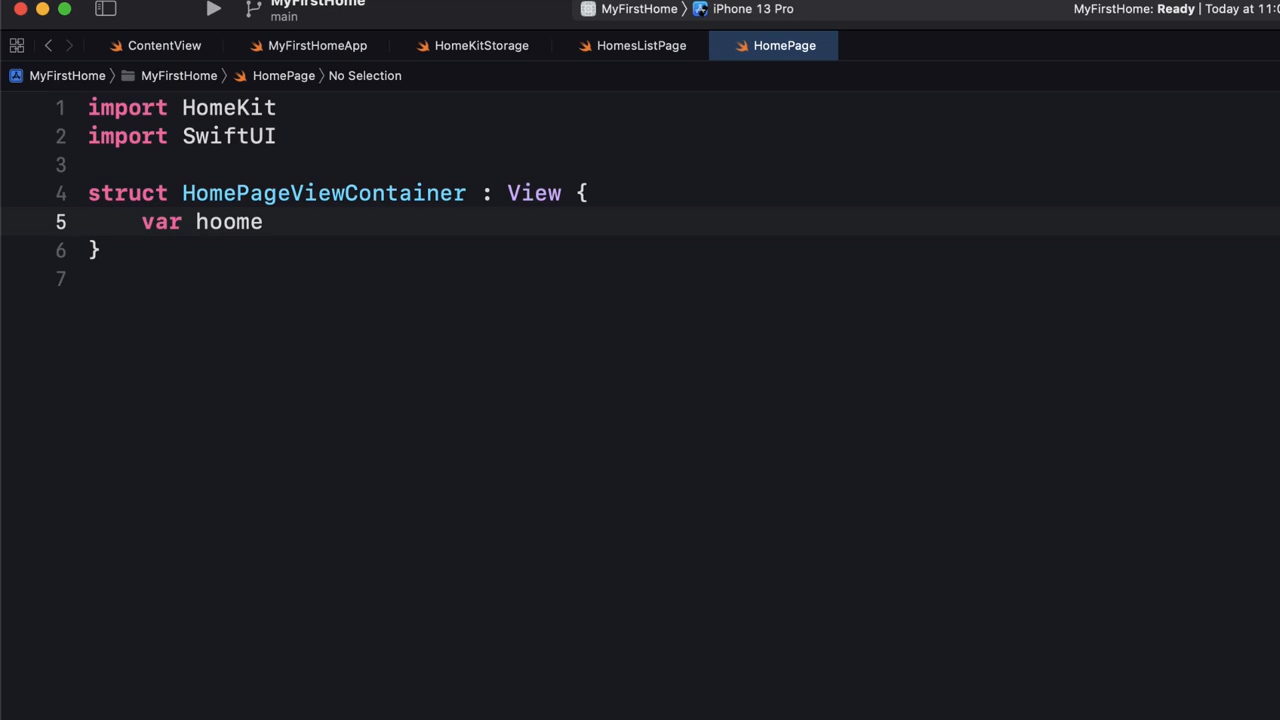 MyFirstHome
main
MyFirstHome 〉 iPhone 13 Pro
MyFirstHome: Ready | Today at 11:0
ContentView MyFirstHomeApp HomeKitStorage HomesListPage HomePage
MyFirstHome 〉 MyFirstHome 〉 HomePage 〉 No Selection
1 import HomeKit
2 import SwiftUI
3
4 struct HomePageViewContainer : View {
5     var hoome
6 }
7